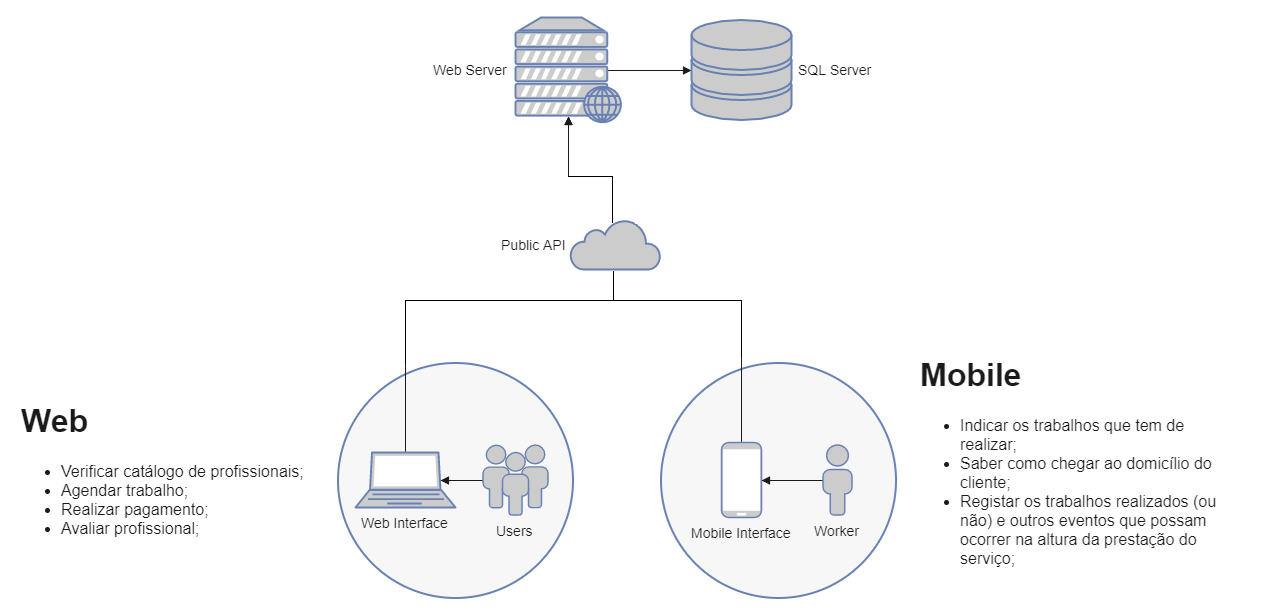 Web Server
SQL Server
Public API
Web
• Verificar catálogo de profissionais;
• Agendar trabalho;
• Realizar pagamento;
• Avaliar profissional;
Web Interface
Users
Mobile Interface
Worker
Mobile
• Indicar os trabalhos que tem de
realizar;
• Saber como chegar ao domicílio do
cliente;
• Registar os trabalhos realizados (ou
não) e outros eventos que possam
ocorrer na altura da prestação do
serviço;